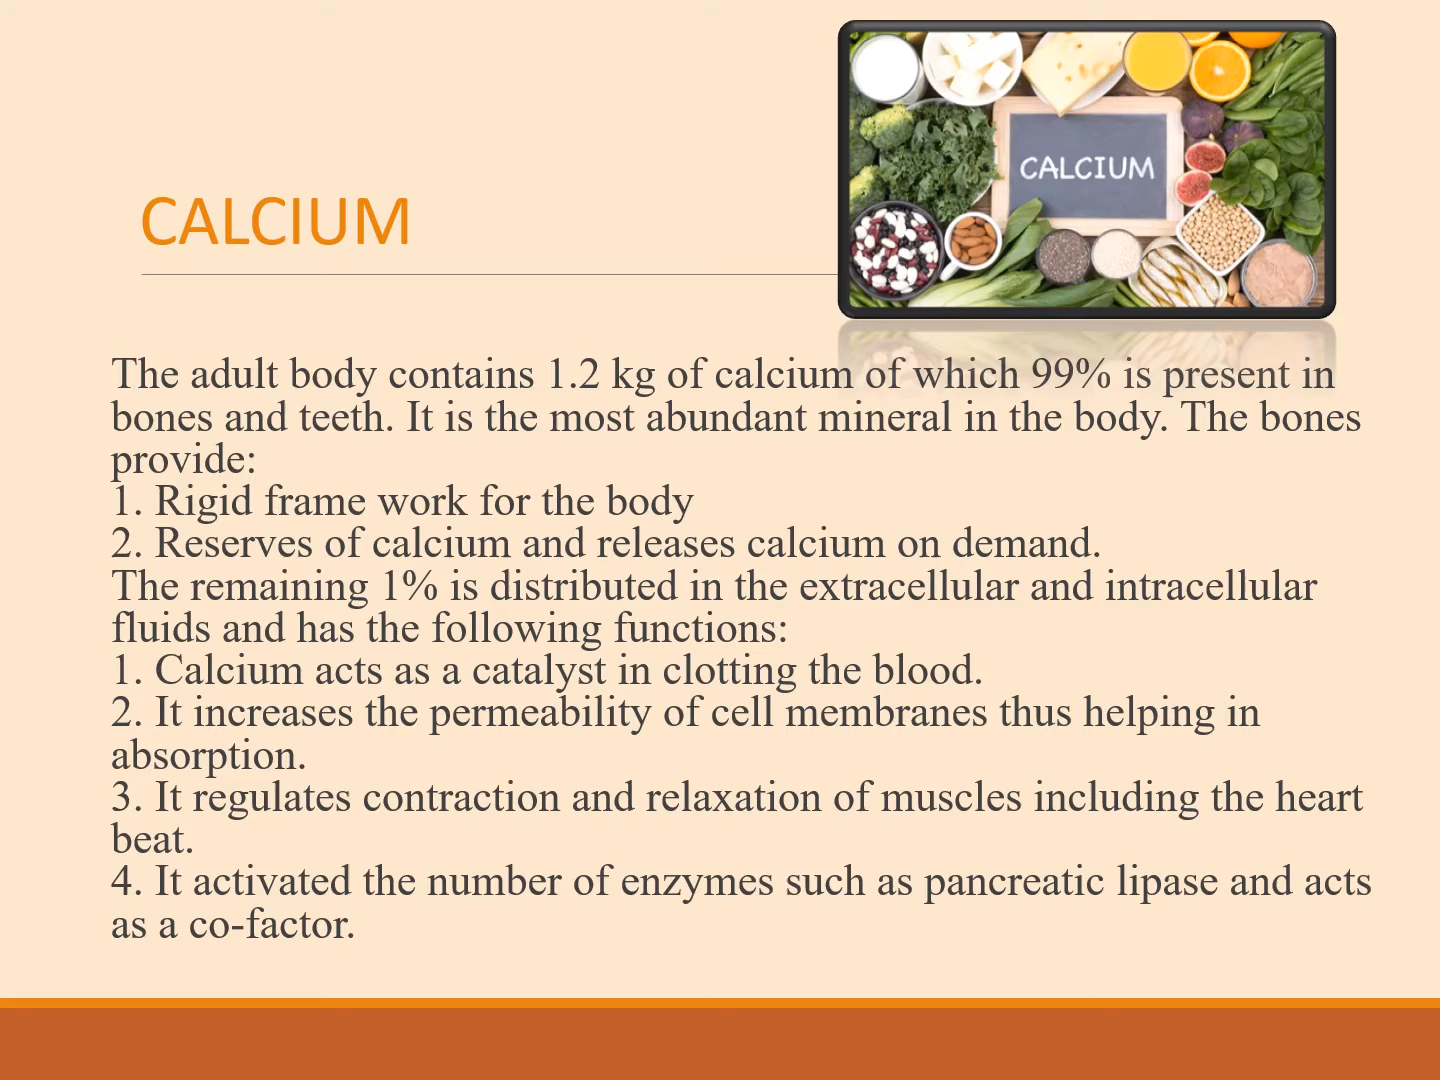 CALCIUM
CALCIUM
The adult body contains 1.2 kg of calcium of which 99% is present in
bones and teeth. It is the most abundant mineral in the body. The bones
provide:
1. Rigid frame work for the body
2. Reserves of calcium and releases calcium on demand.
The remaining 1% is distributed in the extracellular and intracellular
fluids and has the following functions:
1. Calcium acts as a catalyst in clotting the blood.
2. It increases the permeability of cell membranes thus helping in
absorption.
3. It regulates contraction and relaxation of muscles including the heart
beat.
4. It activated the number of enzymes such as pancreatic lipase and acts
as a co-factor.